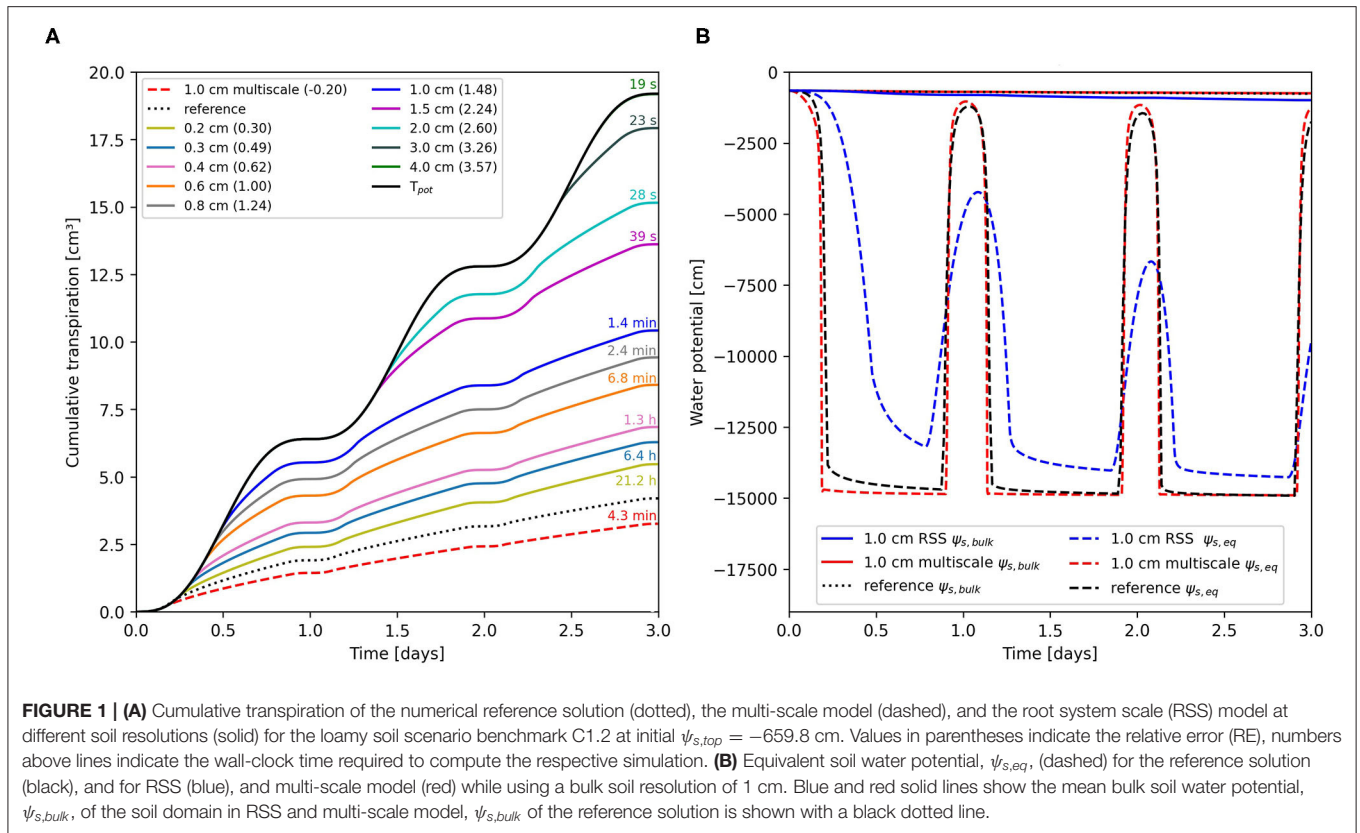 A
20.0
17.5
15.0
12.5
10.0
7.5
5.0
2.5
0.0
Cumulative transpiration [cm³]
1.0 cm multiscale (-0.20)
reference
0.2 cm (0.30)
0.3 cm (0.49)
0.4 cm (0.62)
0.6 cm (1.00)
0.8 cm (1.24)
1.0 cm (1.48)
1.5 cm (2.24)
2.0 cm (2.60)
3.0 cm (3.26)
4.0 cm (3.57)
T_pot
19 s
23 s
28 s
39 s
1.4 min
2.4 min
6.8 min
1.3 h
6.4 h
21.2 h
4.3 min
0.0 0.5 1.0 1.5 2.0 2.5 3.0
Time [days]
B
0
−2500
−5000
−7500
−10000
−12500
−15000
−17500
Water potential [cm]
1.0 cm RSS ψ_s,bulk
1.0 cm multiscale ψ_s,bulk
reference ψ_s,bulk
1.0 cm RSS ψ_s,eq
1.0 cm multiscale ψ_s,eq
reference ψ_s,eq
0.0 0.5 1.0 1.5 2.0 2.5 3.0
Time [days]
FIGURE 1 | (A) Cumulative transpiration of the numerical reference solution (dotted), the multi-scale model (dashed), and the root system scale (RSS) model at
different soil resolutions (solid) for the loamy soil scenario benchmark C1.2 at initial ψ_s,top = −659.8 cm. Values in parentheses indicate the relative error (RE), numbers
above lines indicate the wall-clock time required to compute the respective simulation. (B) Equivalent soil water potential, ψ_s,eq, (dashed) for the reference solution
(black), and for RSS (blue), and multi-scale model (red) while using a bulk soil resolution of 1 cm. Blue and red solid lines show the mean bulk soil water potential,
ψ_s,bulk, of the soil domain in RSS and multi-scale model, ψ_s,bulk of the reference solution is shown with a black dotted line.